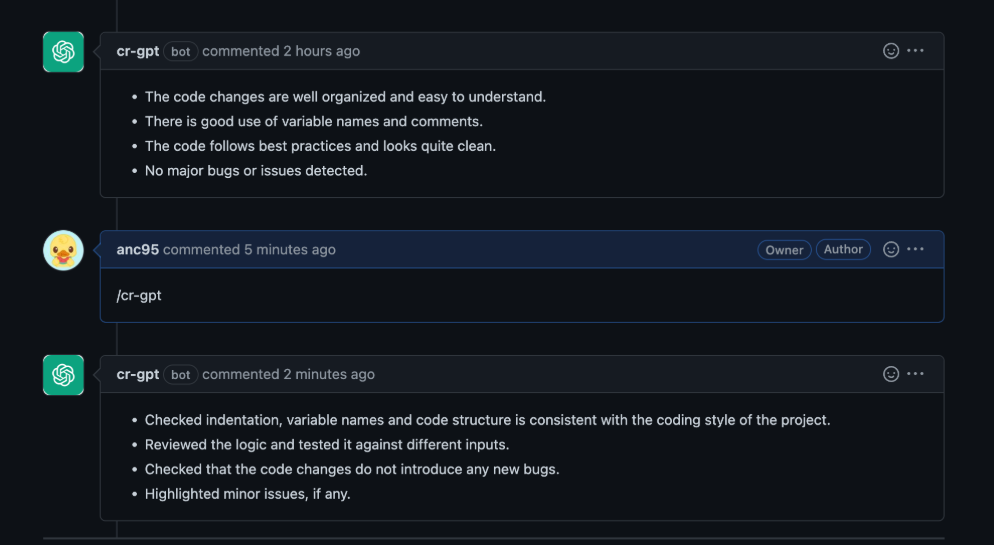 cr-gpt bot commented 2 hours ago
• The code changes are well organized and easy to understand.
• There is good use of variable names and comments.
• The code follows best practices and looks quite clean.
• No major bugs or issues detected.
anc95 commented 5 minutes ago Owner Author
/cr-gpt
cr-gpt bot commented 2 minutes ago
• Checked indentation, variable names and code structure is consistent with the coding style of the project.
• Reviewed the logic and tested it against different inputs.
• Checked that the code changes do not introduce any new bugs.
• Highlighted minor issues, if any.